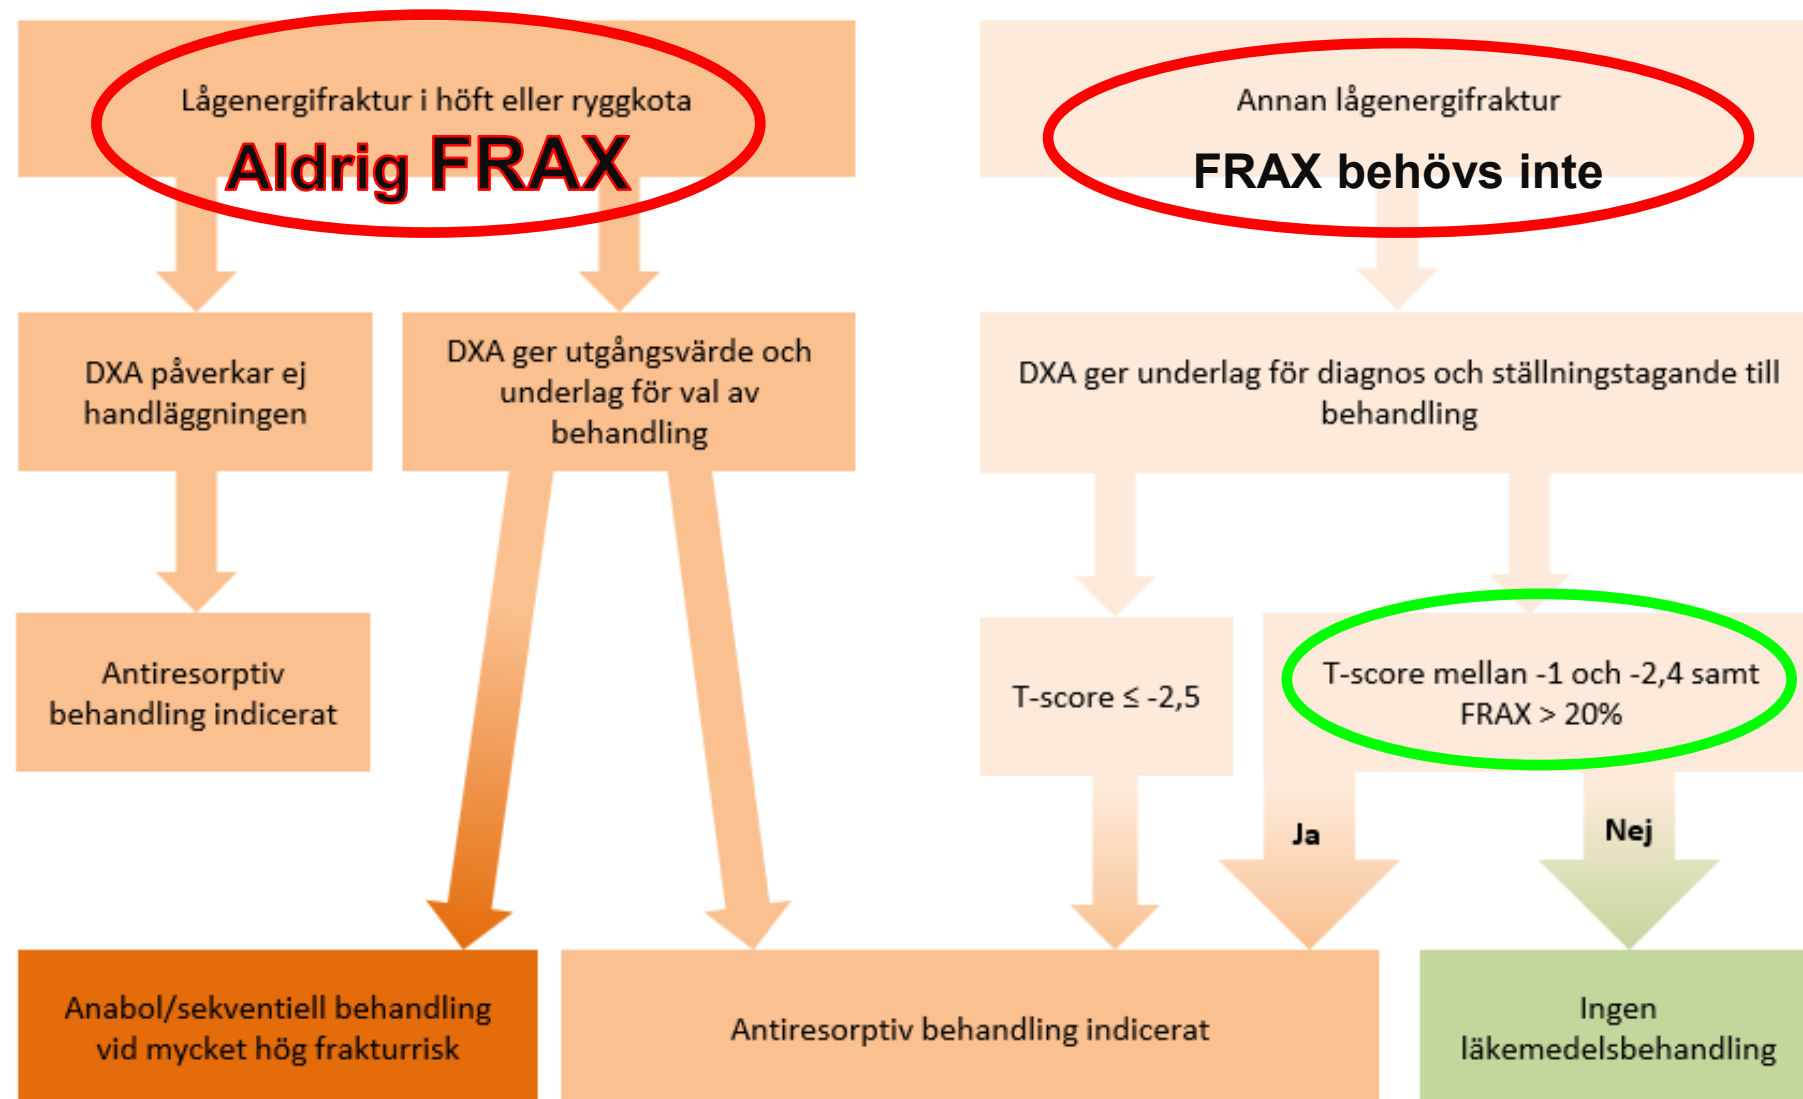 Lågenergifraktur i höft eller ryggkota
Aldrig FRAX
Annan lågenergifraktur
FRAX behövs inte
DXA påverkar ej
handläggningen
DXA ger utgångsvärde och
underlag för val av
behandling
DXA ger underlag för diagnos och ställningstagande till
behandling
Antiresorptiv
behandling indicerat
T-score ≤ -2,5
T-score mellan -1 och -2,4 samt
FRAX > 20%
Ja
Nej
Anabol/sekventiell behandling
vid mycket hög frakturrisk
Antiresorptiv behandling indicerat
Ingen
läkemedelsbehandling